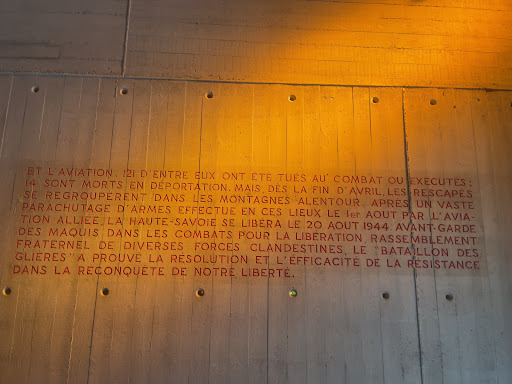 ET L'AVIATION. 121 D'ENTRE EUX ONT ÉTÉ TUÉS AU COMBAT OU EXÉCUTÉS ;
14 SONT MORTS EN DÉPORTATION. MAIS, DÈS LA FIN D'AVRIL, LES RESCAPÉS
SE REGROUPÈRENT DANS LES MONTAGNES ALENTOUR. APRÈS UN VASTE
PARACHUTAGE D'ARMES EFFECTUÉ EN CES LIEUX LE 1er AOUT PAR L'AVIA-
TION ALLIÉE, LA HAUTE-SAVOIE SE LIBÉRA LE 20 AOUT 1944 AVANT-GARDE
DES MAQUIS DANS LES COMBATS POUR LA LIBÉRATION, RASSEMBLEMENT
FRATERNEL DE DIVERSES FORCES CLANDESTINES, LE "BATAILLON DES
GLIÈRES" A PROUVÉ LA RÉSOLUTION ET L'EFFICACITÉ DE LA RÉSISTANCE
DANS LA RECONQUÊTE DE NOTRE LIBERTÉ.